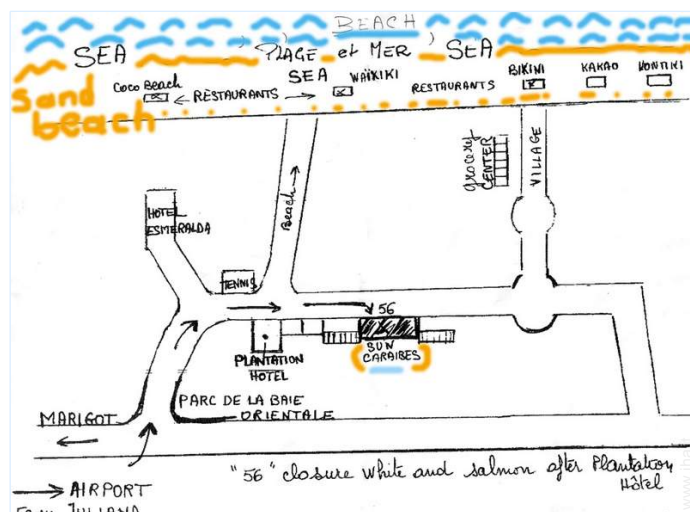 BEACH
SEA PLAGE et MER SEA
SEA
Sand
beach
Coco Beach
RESTAURANTS
WAÏKIKI
RESTAURANTS
BIKINI
KAKAO
KONTIKI
grocery
CENTER
VILLAGE
Beach
HOTEL
ESMERALDA
TENNIS
56
SUN
CARAIBES
PLANTATION
HOTEL
PARC DE LA BAIE
ORIENTALE
MARIGOT
"56" closure white and salmon after Plantation
Hôtel
AIRPORT